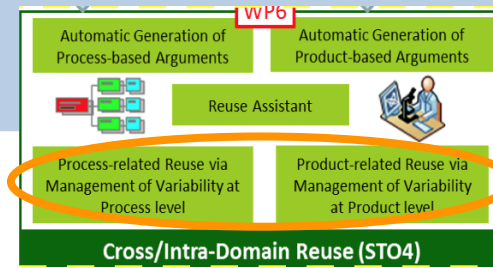 WP6
Automatic Generation of
Process-based Arguments
Automatic Generation of
Product-based Arguments
Reuse Assistant
Process-related Reuse via
Management of Variability at
Process level
Product-related Reuse via
Management of Variability
at Product level
Cross/Intra-Domain Reuse (STO4)